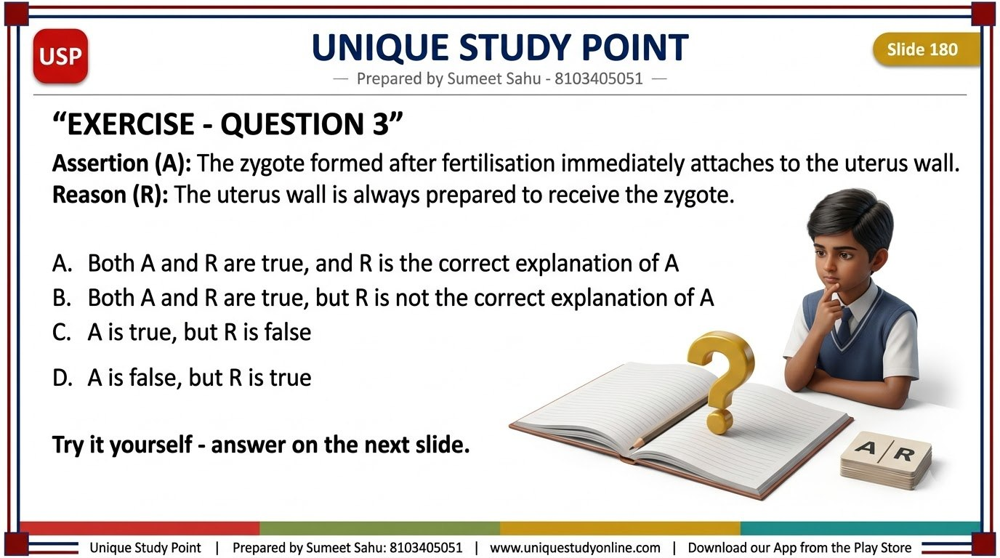 USP
UNIQUE STUDY POINT
— Prepared by Sumeet Sahu - 8103405051 —
Slide 180
“EXERCISE - QUESTION 3”
Assertion (A): The zygote formed after fertilisation immediately attaches to the uterus wall.
Reason (R): The uterus wall is always prepared to receive the zygote.
A. Both A and R are true, and R is the correct explanation of A
B. Both A and R are true, but R is not the correct explanation of A
C. A is true, but R is false
D. A is false, but R is true
Try it yourself - answer on the next slide.
?
A | R
Unique Study Point | Prepared by Sumeet Sahu: 8103405051 | www.uniquestudyonline.com | Download our App from the Play Store